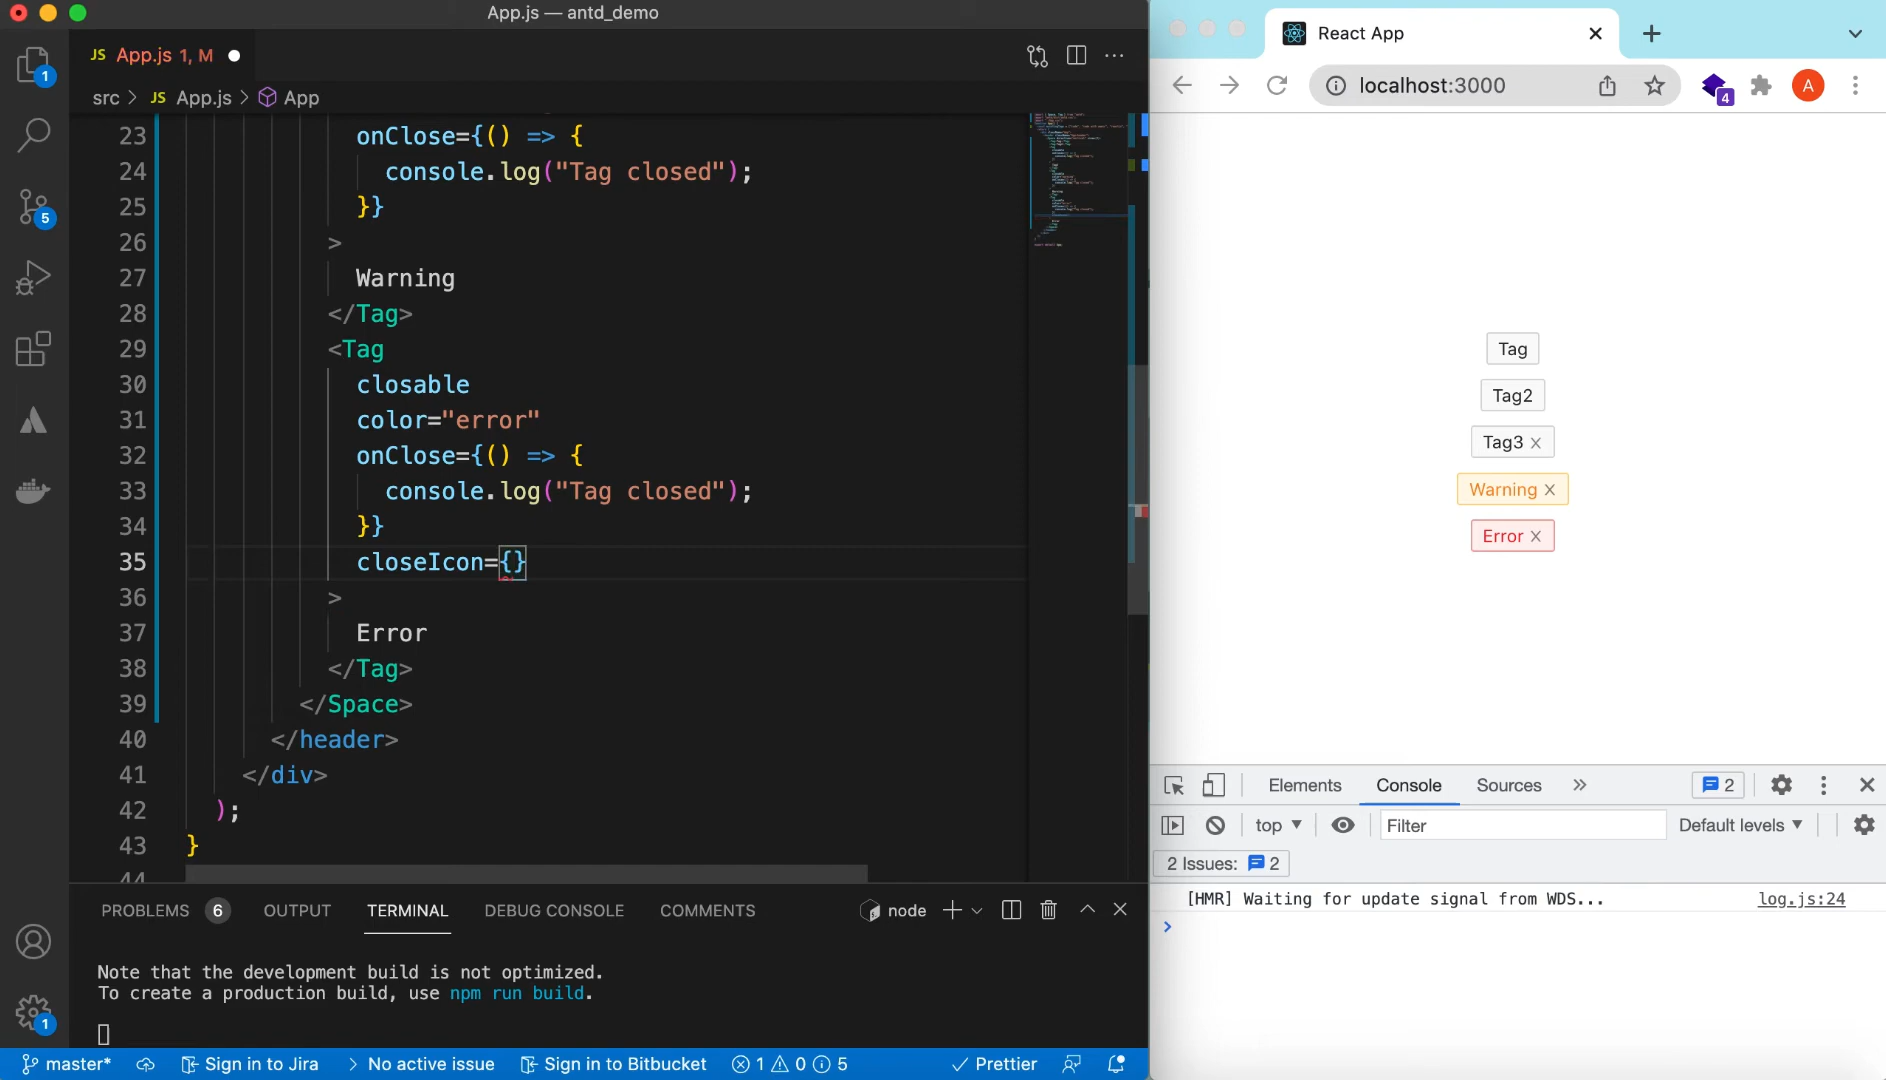 App.js — antd_demo
JS App.js 1, M
src > JS App.js > App
23 onClose={() => {
24 console.log("Tag closed");
25 }}
26 >
27 Warning
28 </Tag>
29 <Tag
30 closable
31 color="error"
32 onClose={() => {
33 console.log("Tag closed");
34 }}
35 closeIcon={}
36 >
37 Error
38 </Tag>
39 </Space>
40 </header>
41 </div>
42 );
43 }
44
1
5
1
PROBLEMS 6 OUTPUT TERMINAL DEBUG CONSOLE COMMENTS node
Note that the development build is not optimized.
To create a production build, use npm run build.
master* Sign in to Jira No active issue Sign in to Bitbucket 1 0 5 Prettier
React App
localhost:3000
4
A
Tag
Tag2
Tag3
Warning
Error
Elements Console Sources » 2
top Filter Default levels
2 Issues: 2
[HMR] Waiting for update signal from WDS... log.js:24